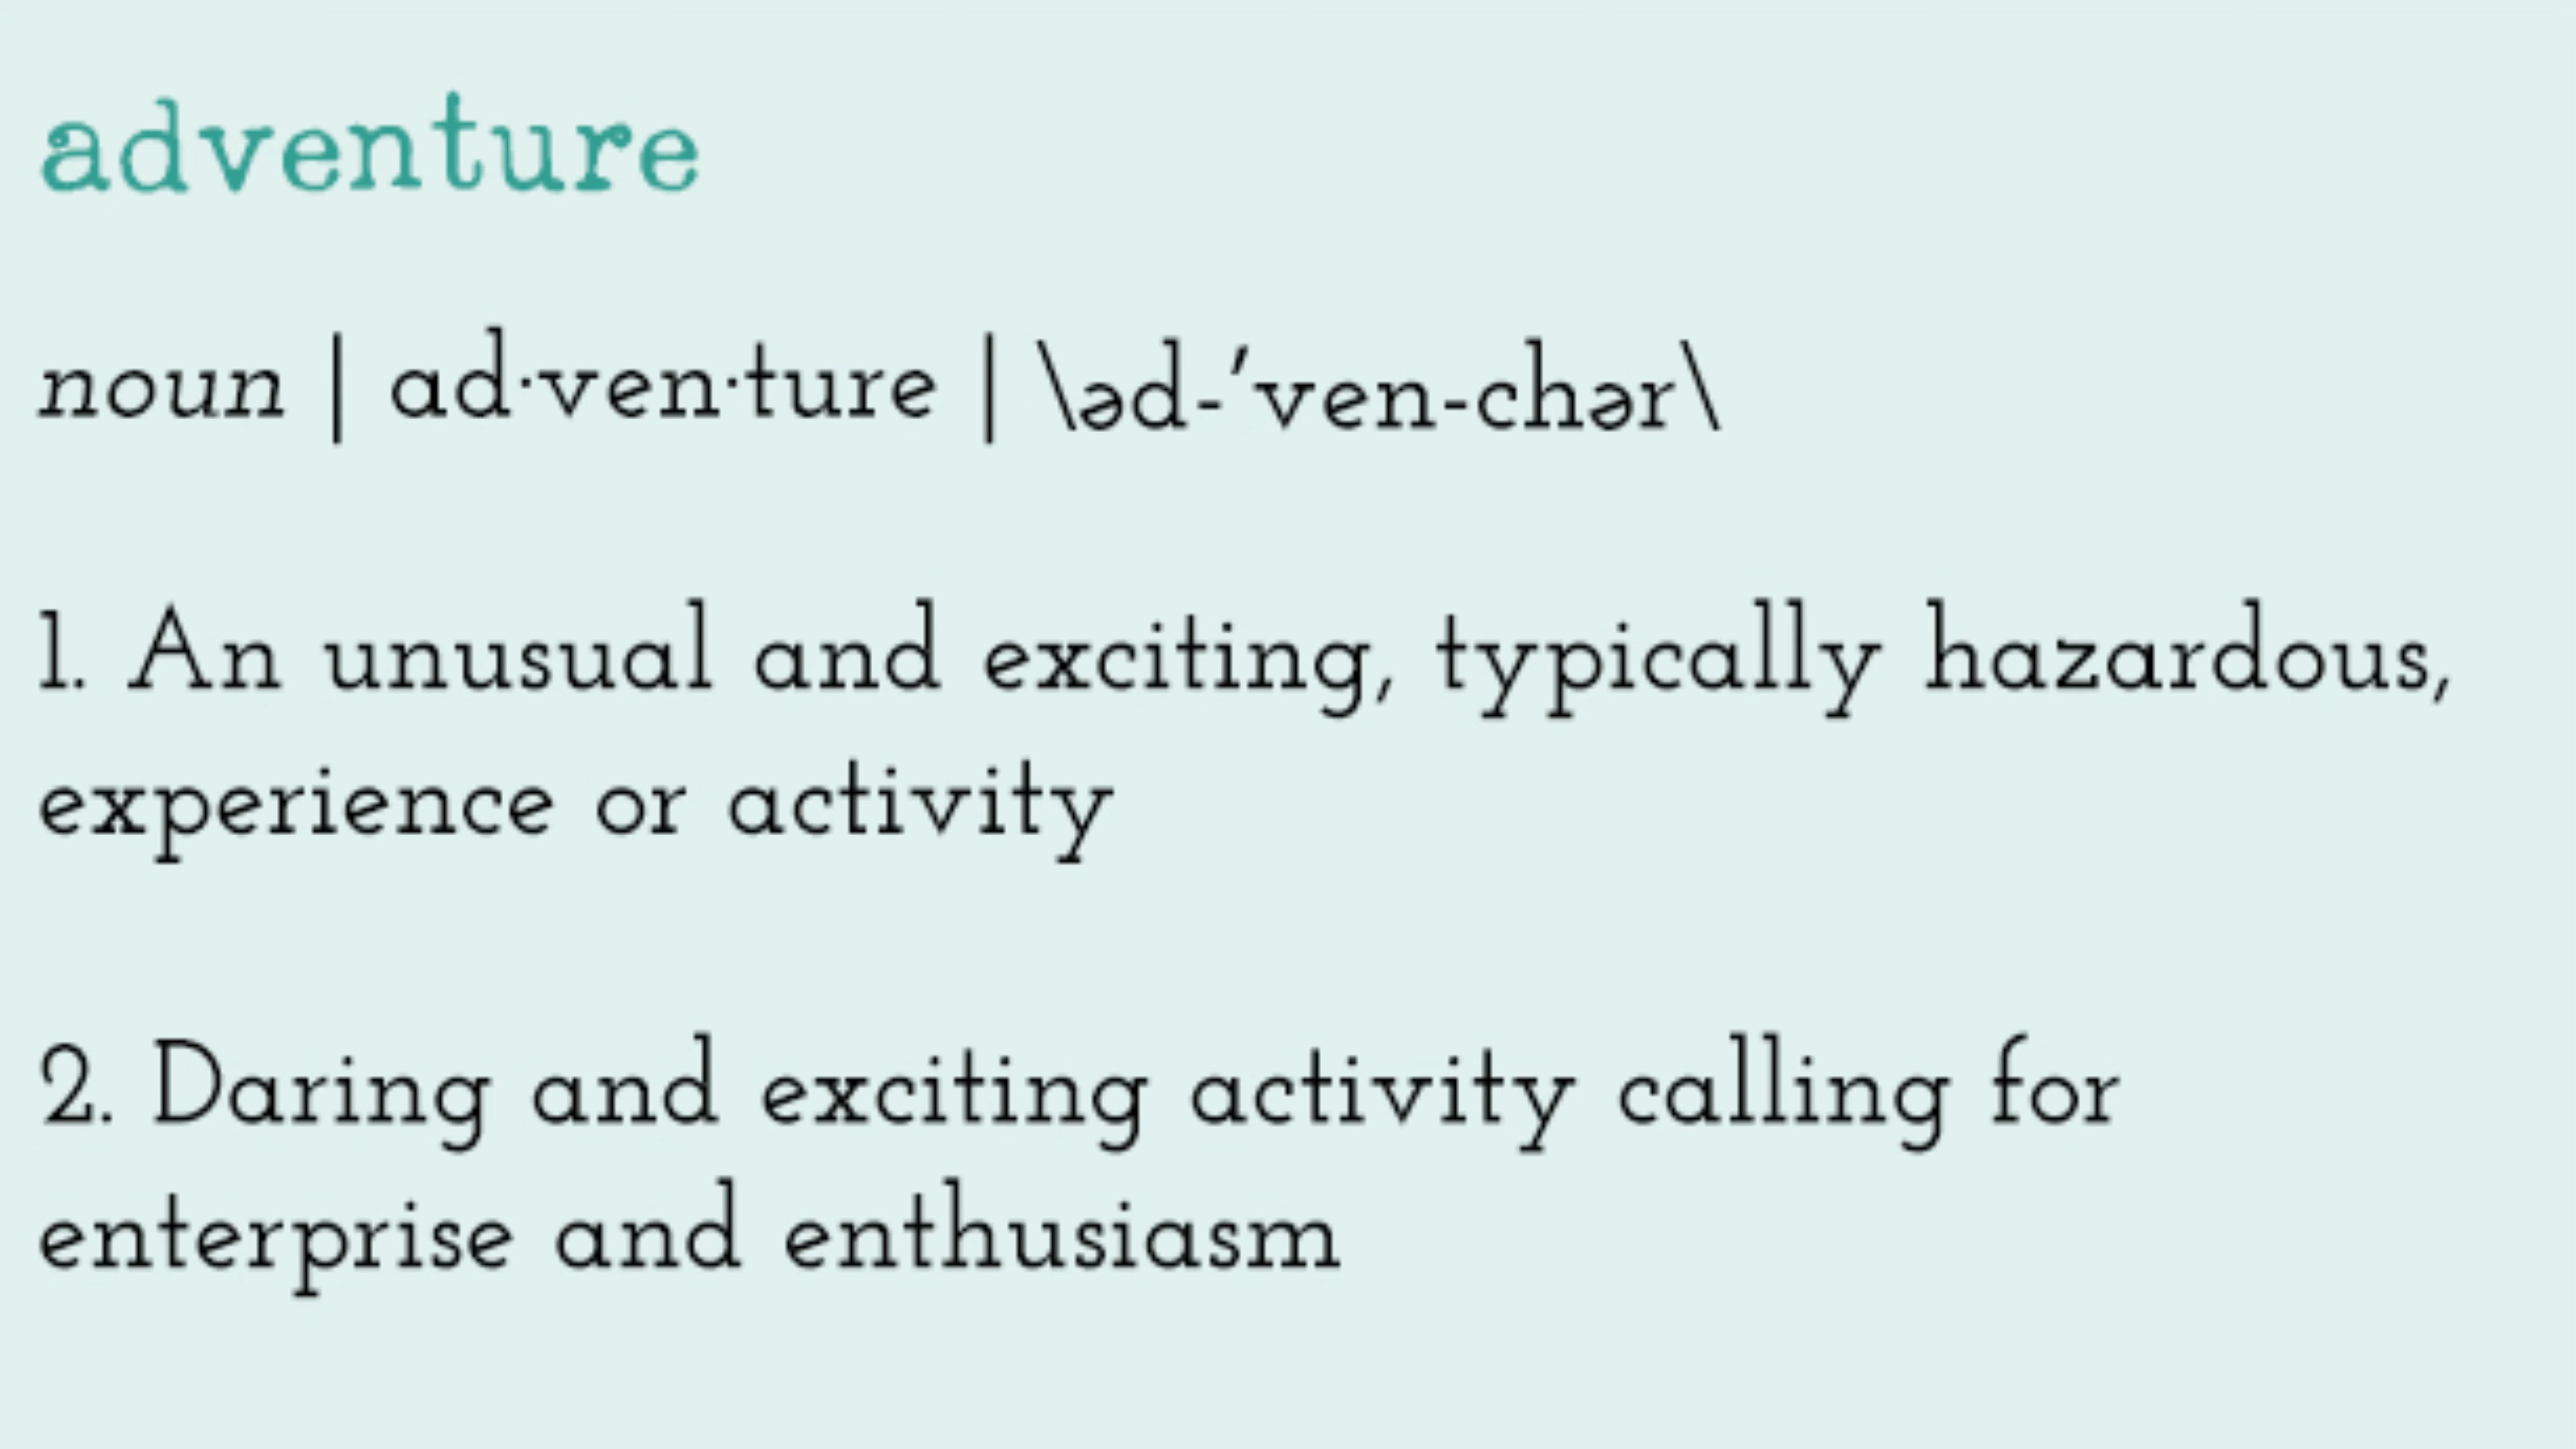 adventure
noun | ad·ven·ture | \əd-ʹven-chər\
1. An unusual and exciting, typically hazardous,
experience or activity
2. Daring and exciting activity calling for
enterprise and enthusiasm